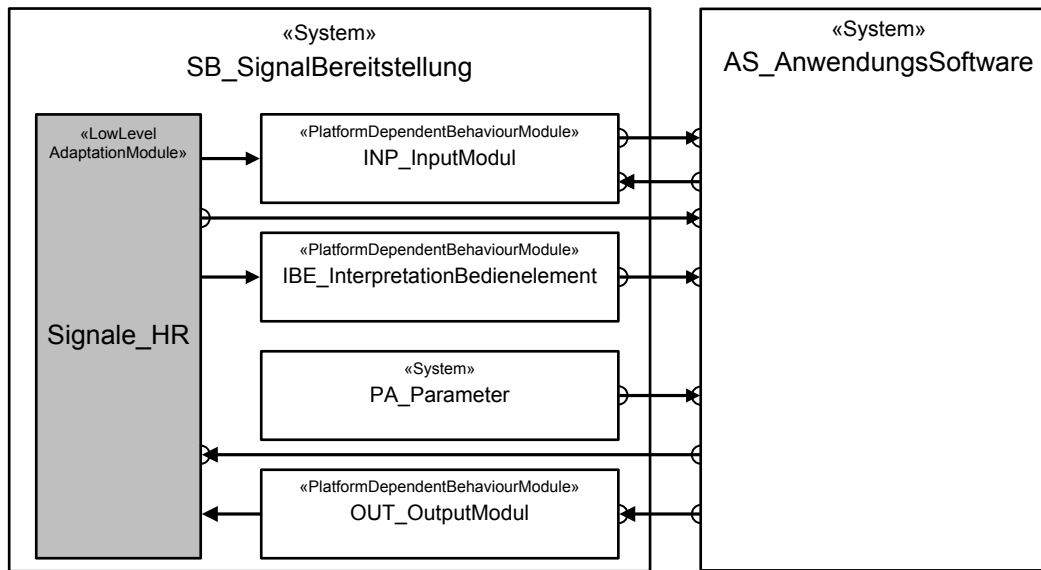 «System»
SB_SignalBereitstellung
«LowLevel
AdaptationModule»
Signale_HR
«PlatformDependentBehaviourModule»
INP_InputModul
«PlatformDependentBehaviourModule»
IBE_InterpretationBedienelement
«System»
PA_Parameter
«PlatformDependentBehaviourModule»
OUT_OutputModul
«System»
AS_AnwendungsSoftware